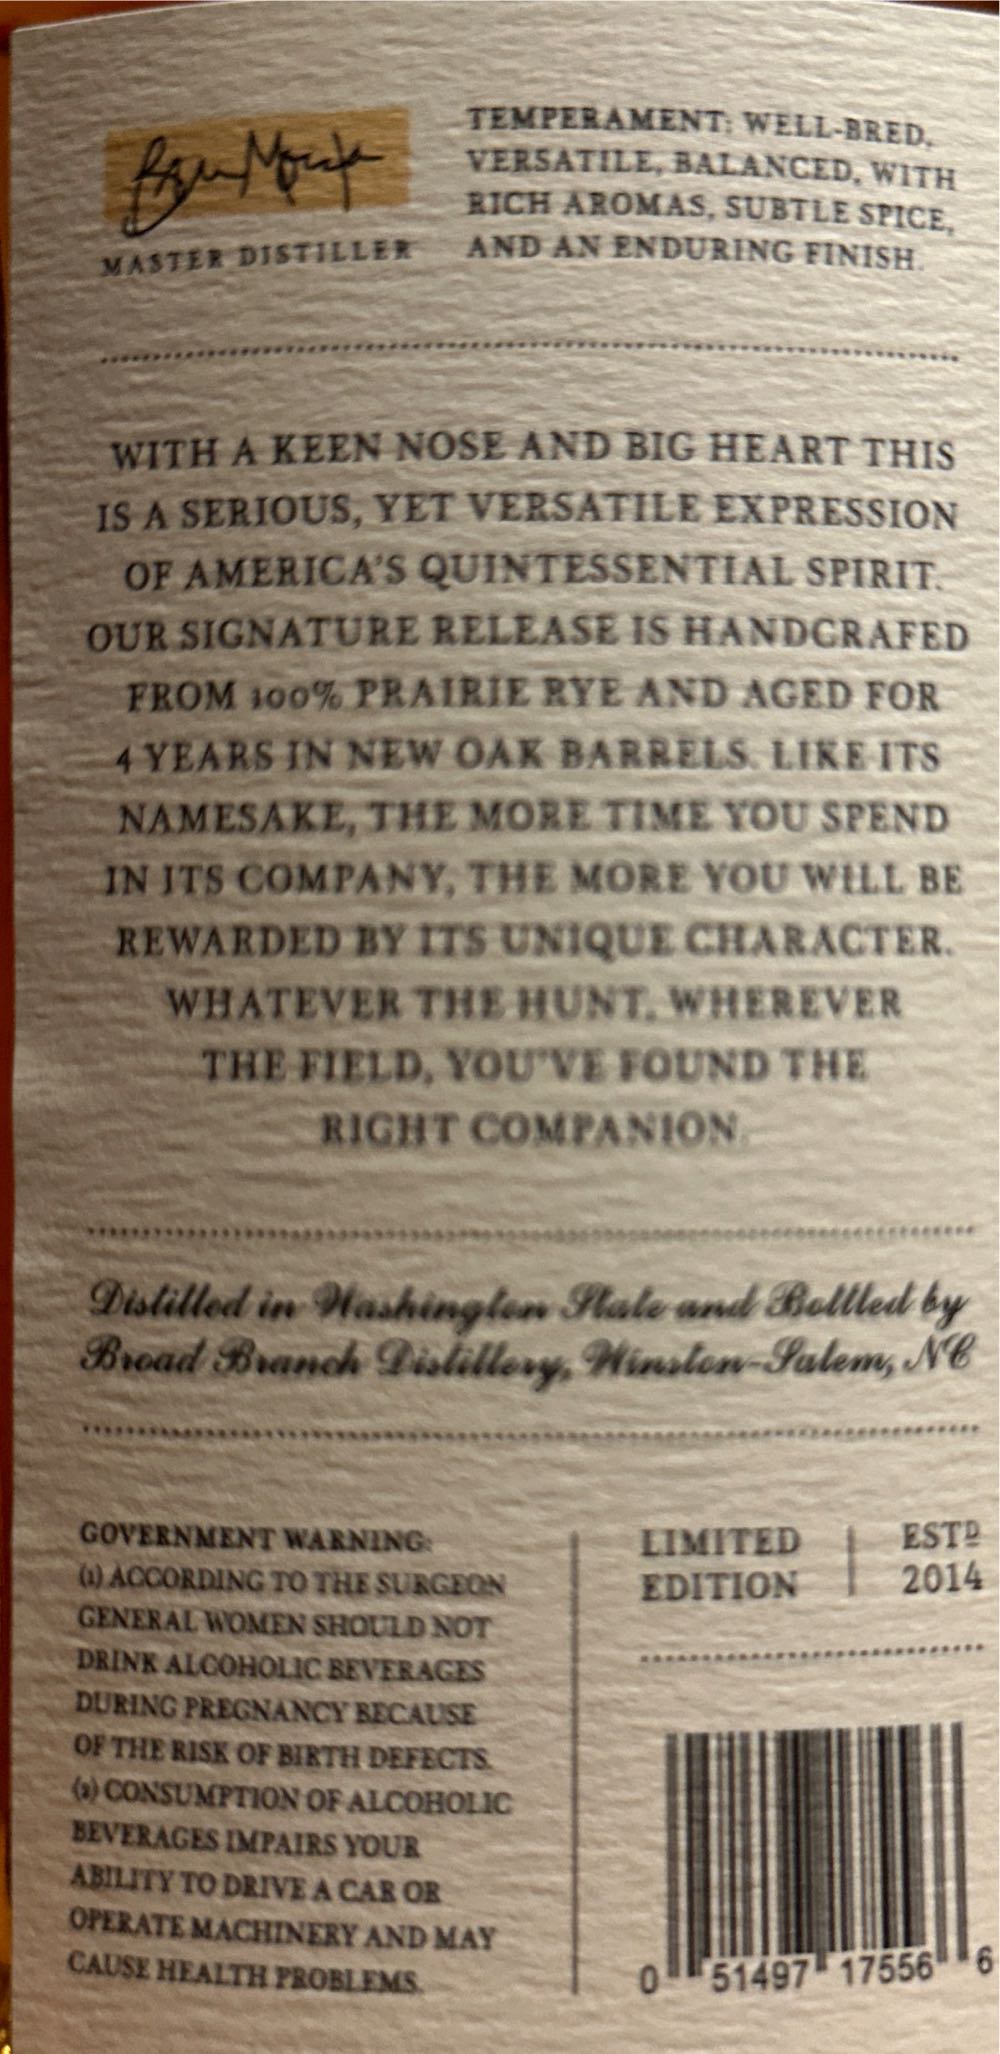 MASTER DISTILLER
TEMPERAMENT: WELL-BRED,
VERSATILE, BALANCED, WITH
RICH AROMAS, SUBTLE SPICE,
AND AN ENDURING FINISH.
WITH A KEEN NOSE AND BIG HEART THIS
IS A SERIOUS, YET VERSATILE EXPRESSION
OF AMERICA'S QUINTESSENTIAL SPIRIT.
OUR SIGNATURE RELEASE IS HANDCRAFED
FROM 100% PRAIRIE RYE AND AGED FOR
4 YEARS IN NEW OAK BARRELS. LIKE ITS
NAMESAKE, THE MORE TIME YOU SPEND
IN ITS COMPANY, THE MORE YOU WILL BE
REWARDED BY ITS UNIQUE CHARACTER.
WHATEVER THE HUNT, WHEREVER
THE FIELD, YOU'VE FOUND THE
RIGHT COMPANION.
Distilled in Washington State and Bottled by
Broad Branch Distillery, Winston-Salem, NC
GOVERNMENT WARNING:
(1) ACCORDING TO THE SURGEON
GENERAL WOMEN SHOULD NOT
DRINK ALCOHOLIC BEVERAGES
DURING PREGNANCY BECAUSE
OF THE RISK OF BIRTH DEFECTS.
(2) CONSUMPTION OF ALCOHOLIC
BEVERAGES IMPAIRS YOUR
ABILITY TO DRIVE A CAR OR
OPERATE MACHINERY AND MAY
CAUSE HEALTH PROBLEMS.
LIMITED EDITION
ESTD 2014
0 51497 17556 6